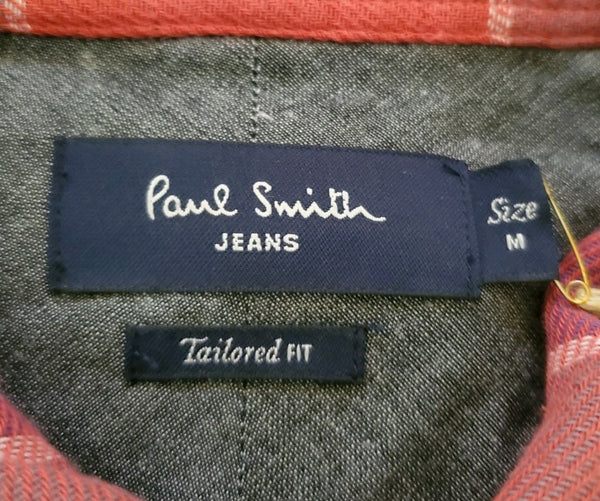 Paul Smith
JEANS
Size
M
Tailored FIT